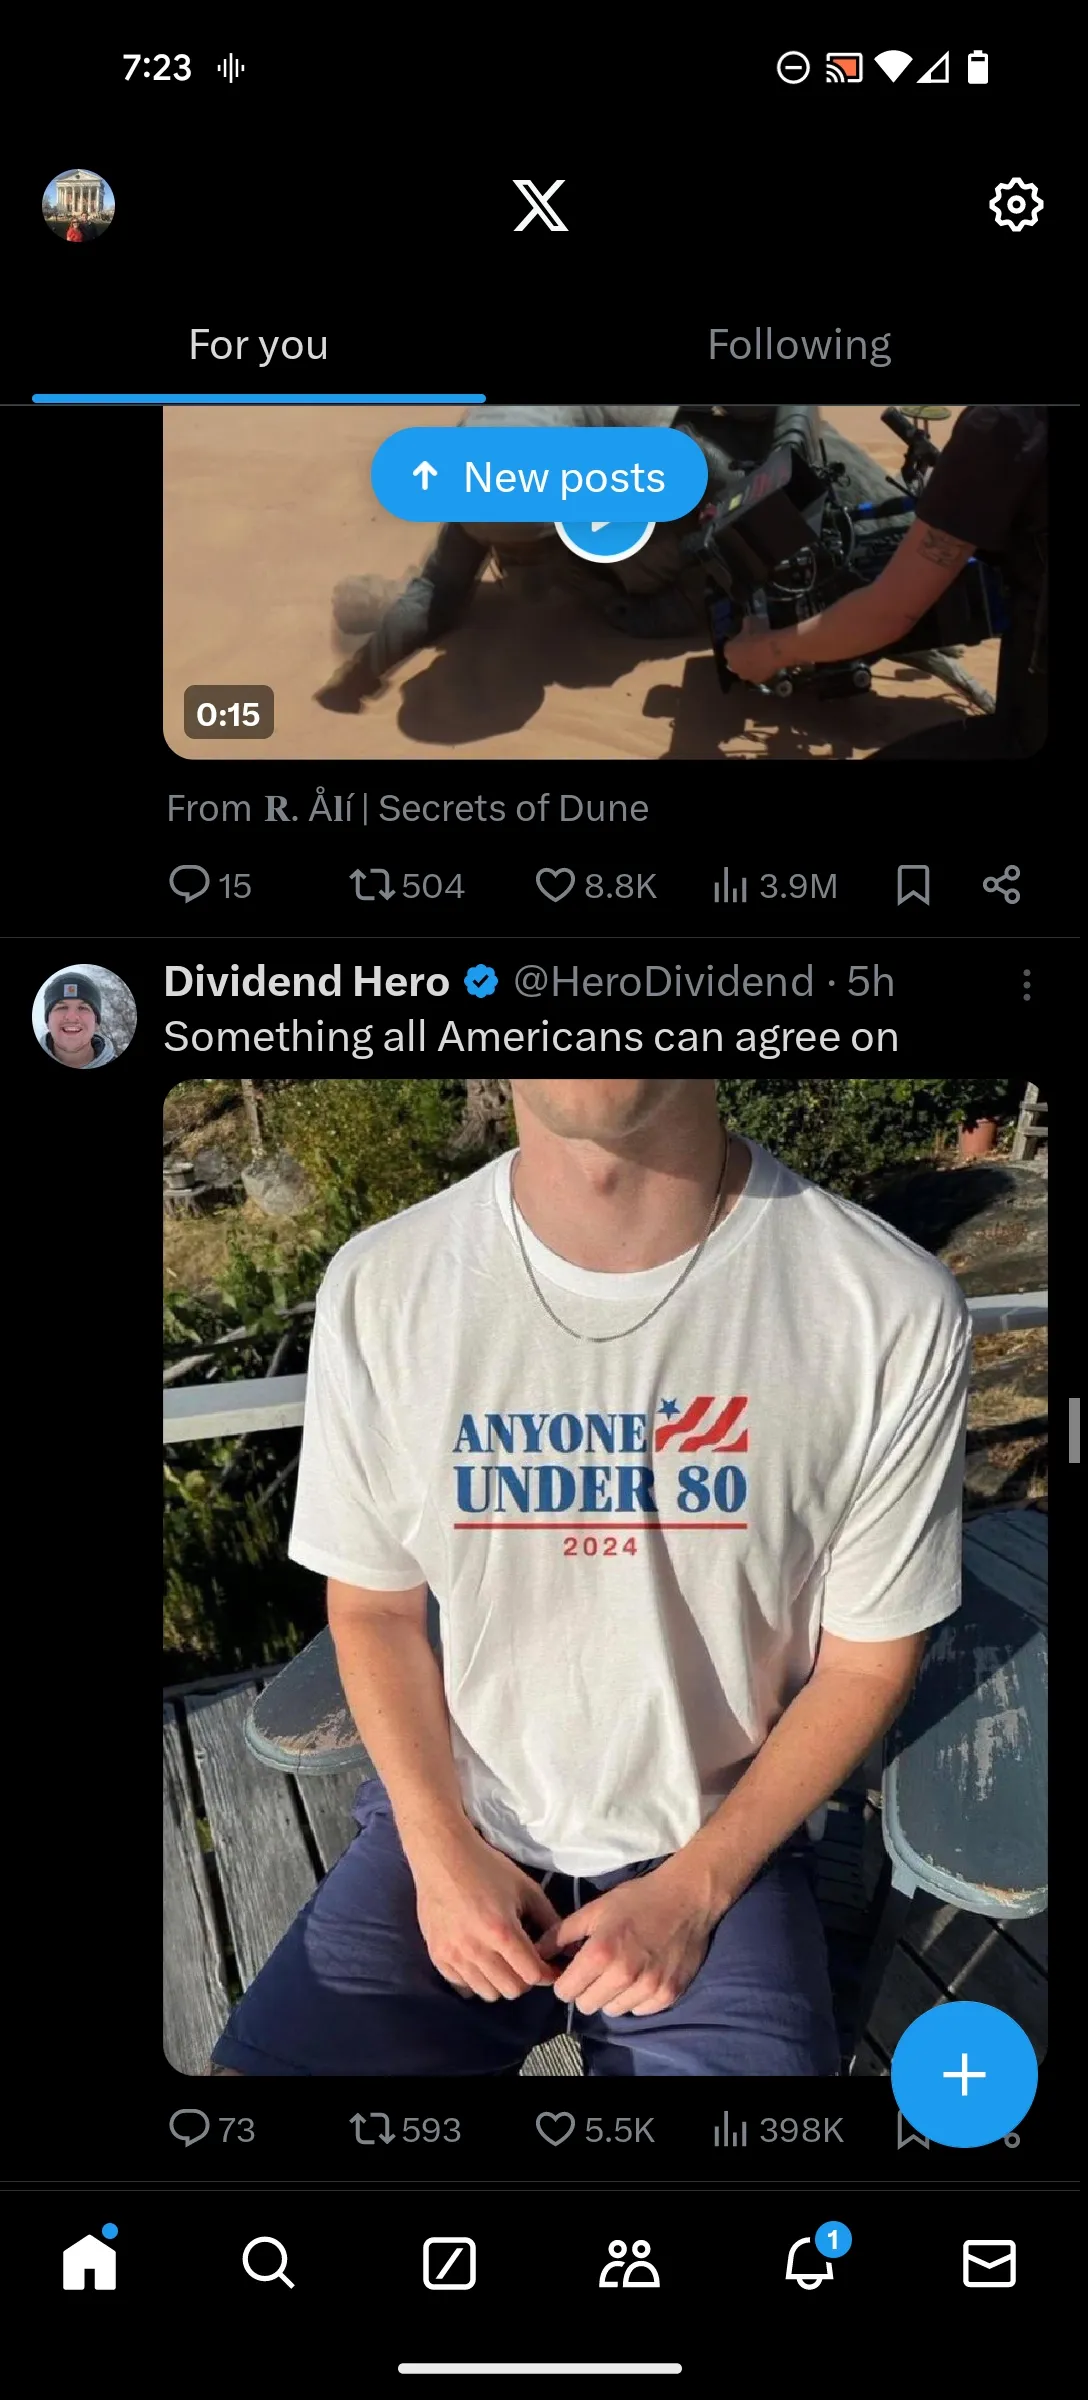 7:23
For you
Following
New posts
0:15
From R. Ålí | Secrets of Dune
15
504
8.8K
3.9M
Dividend Hero @HeroDividend · 5h
Something all Americans can agree on
ANYONE
UNDER 80
2024
73
593
5.5K
398K
1